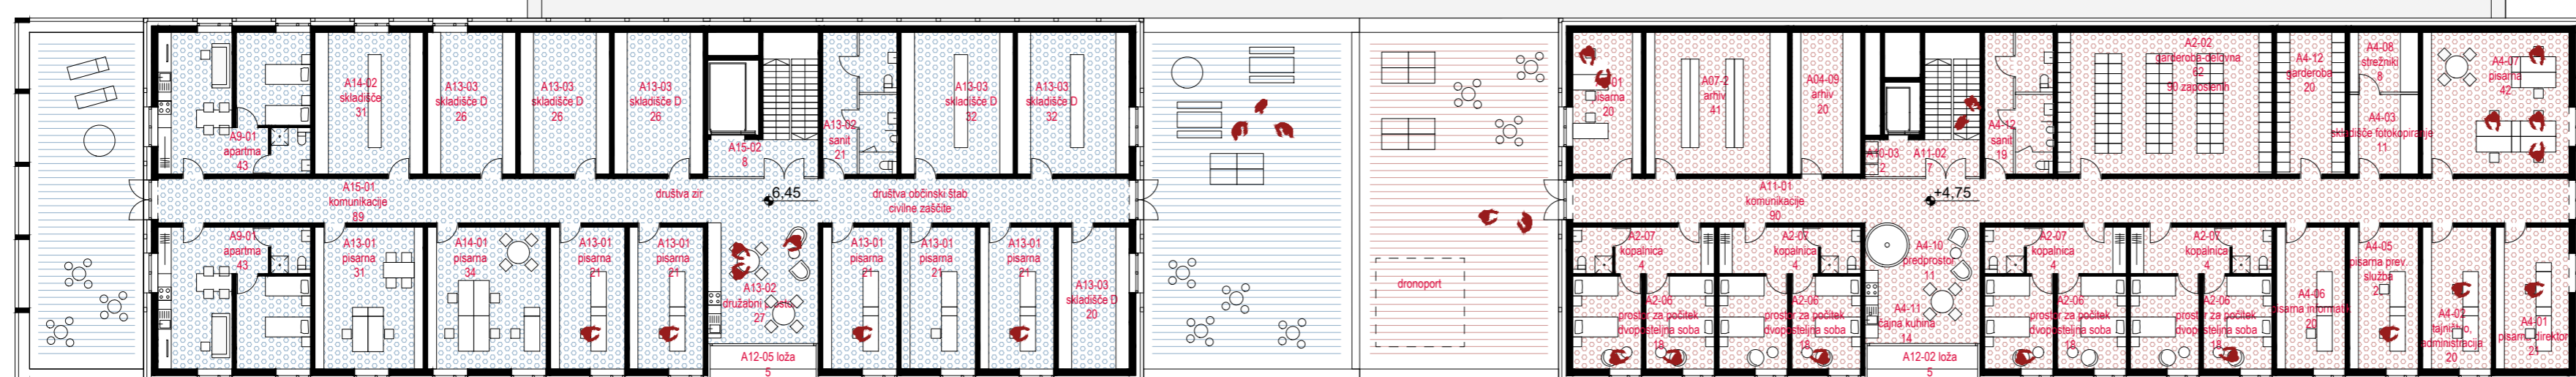 A14-02
skladišče
31
A13-03
skladišče D
26
A13-03
skladišče D
26
A13-03
skladišče D
26
A13-03
skladišče D
32
A13-03
skladišče D
32
A9-01
apartma
43
A15-02
8
A13-02
sanit
21
A15-01
komunikacije
89
društva zir
6,45
društva občinski štab
civilne zaščite
A9-01
apartma
43
A13-01
pisarna
31
A14-01
pisarna
34
A13-01
pisarna
21
A13-01
pisarna
21
A13-02
družabni
27
A12-05 loža
5
A13-01
pisarna
21
A13-01
pisarna
21
A13-01
pisarna
21
A13-03
skladišče D
20
dronoport
pisarna
20
A07-2
arhiv
41
A04-09
arhiv
20
A10-03
2
A11-02
7
A4-12
sanit
19
A2-02
garderoba-delovna
62
90 zaposlenih
A4-12
garderoba
20
A4-08
strežniki
8
A4-03
skladišče fotokopiranje
11
A4-07
pisarna
42
A11-01
komunikacije
90
+4,75
A2-07
kopalnica
4
A2-07
kopalnica
4
A2-06
prostor za počitek
dvoposteljna soba
18
A2-06
prostor za počitek
dvoposteljna soba
18
A4-10
predprostor
11
A4-11
čajna kuhinja
14
A12-02 loža
5
A2-07
kopalnica
4
A2-07
kopalnica
4
A2-06
prostor za počitek
dvoposteljna soba
18
A2-06
prostor za počitek
dvoposteljna soba
18
A4-06
pisarna informatik
20
A4-05
pisarna prev.
služba
A4-02
tajništvo,
administracija
20
A4-01
pisarna direktor
21